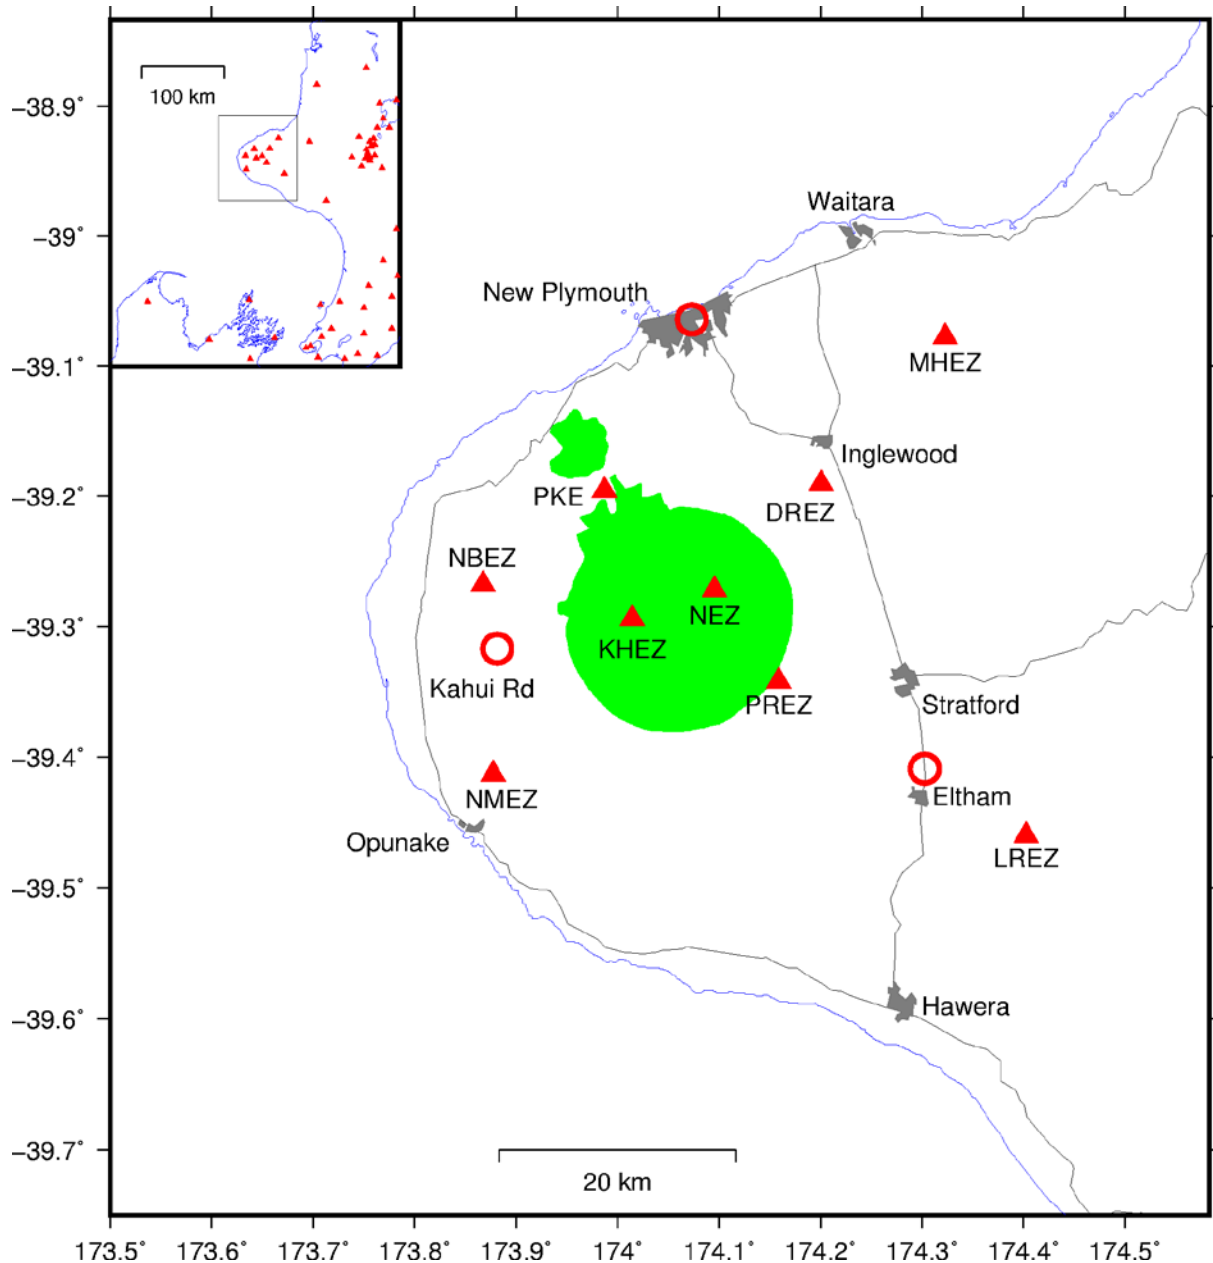 100 km
−38.9˚
Waitara
−39˚
New Plymouth
MHEZ
−39.1˚
Inglewood
PKE
−39.2˚
DREZ
NBEZ
NEZ
−39.3˚
KHEZ
Kahui Rd
PREZ
Stratford
−39.4˚
NMEZ
Eltham
Opunake
LREZ
−39.5˚
Hawera
−39.6˚
−39.7˚
20 km
173.5˚ 173.6˚ 173.7˚ 173.8˚ 173.9˚ 174˚ 174.1˚ 174.2˚ 174.3˚ 174.4˚ 174.5˚